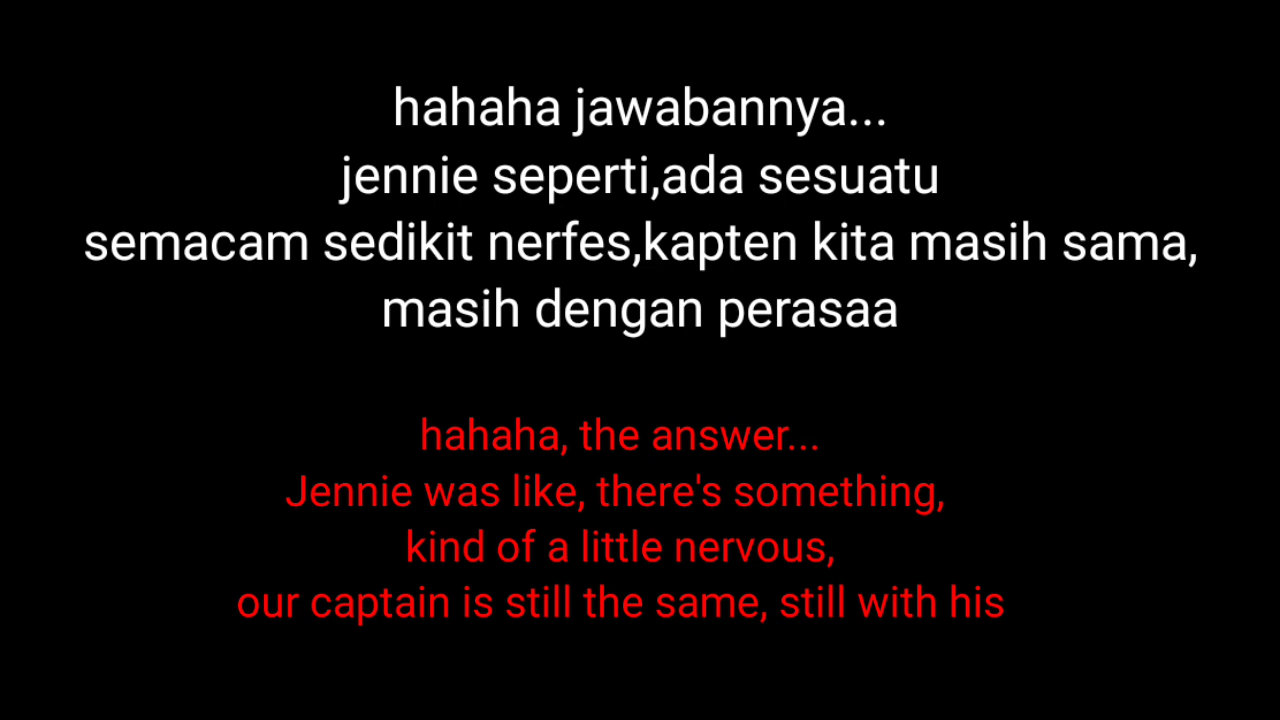 hahaha jawabannya...
jennie seperti,ada sesuatu
semacam sedikit nerfes,kapten kita masih sama,
masih dengan perasaa
hahaha, the answer...
Jennie was like, there's something,
kind of a little nervous,
our captain is still the same, still with his